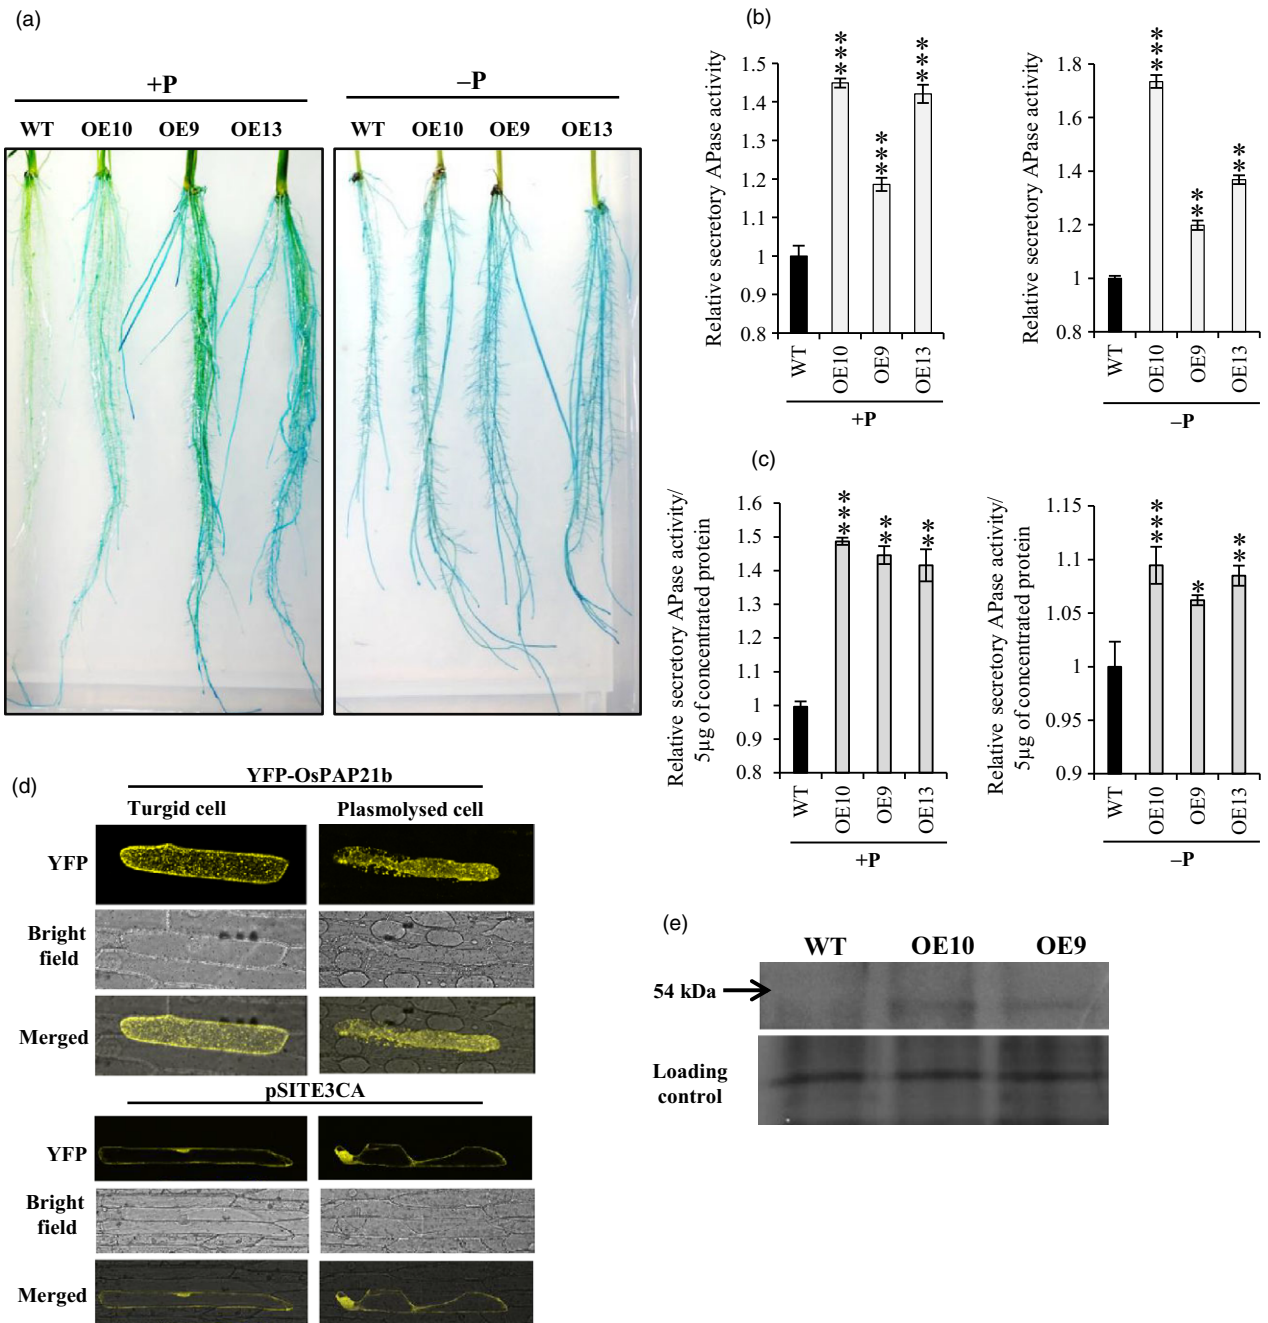 (a)
+P
–P
WT OE10 OE9 OE13
WT OE10 OE9 OE13
(b)
Relative secretory APase activity
1.5
1.4
1.3
1.2
1.1
1
0.9
0.8
***
***
***
WT
OE10
OE9
OE13
+P
Relative secretory APase activity
1.8
1.6
1.4
1.2
1
0.8
***
**
**
WT
OE10
OE9
OE13
–P
(c)
Relative secretory APase activity/
5µg of concentrated protein
1.6
1.5
1.4
1.3
1.2
1.1
1
0.9
0.8
***
**
**
WT
OE10
OE9
OE13
+P
Relative secretory APase activity/
5µg of concentrated protein
1.15
1.1
1.05
1
0.95
0.9
***
*
**
WT
OE10
OE9
OE13
–P
(d)
YFP-OsPAP21b
Turgid cell
Plasmolysed cell
YFP
Bright
field
Merged
pSITE3CA
YFP
Bright
field
Merged
(e)
WT OE10 OE9
54 kDa
Loading
control